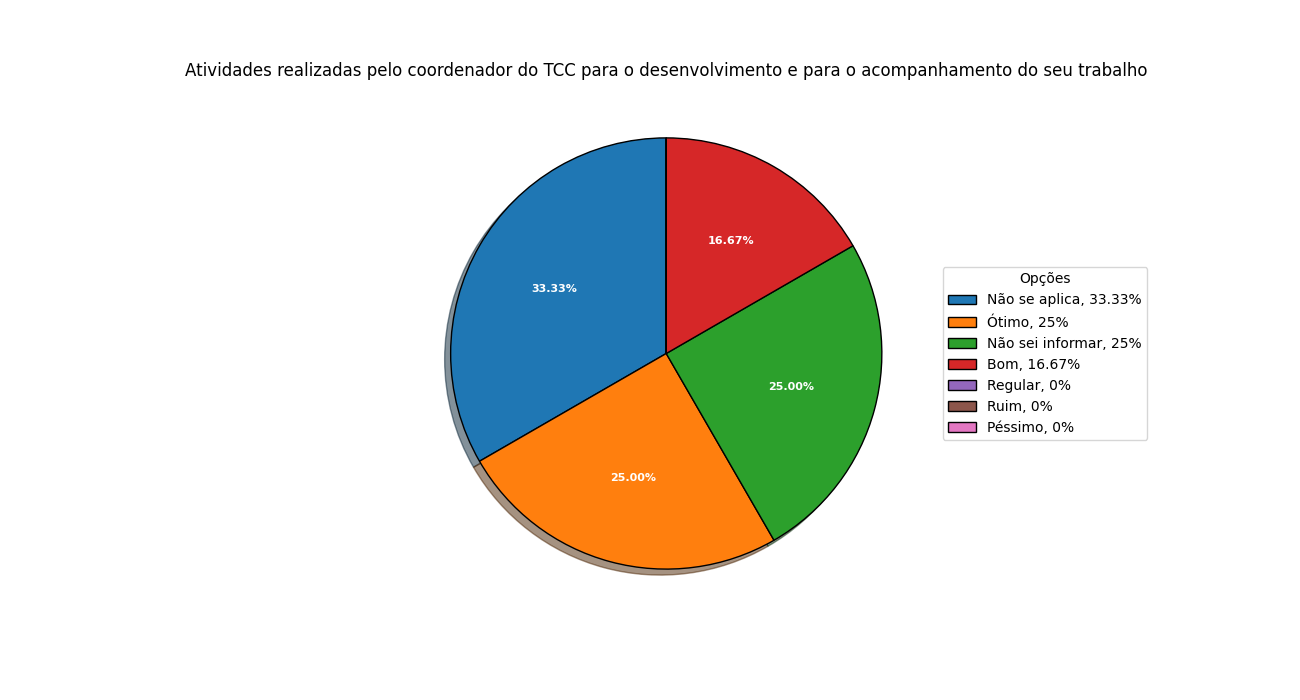 Atividades realizadas pelo coordenador do TCC para o desenvolvimento e para o acompanhamento do seu trabalho
16.67%
33.33%
25.00%
25.00%
Opções
Não se aplica, 33.33%
Ótimo, 25%
Não sei informar, 25%
Bom, 16.67%
Regular, 0%
Ruim, 0%
Péssimo, 0%